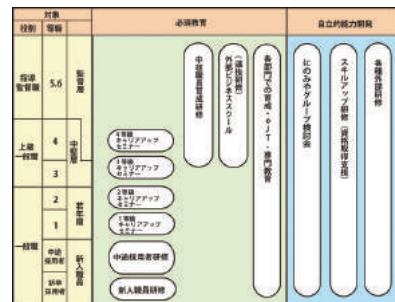 対象
必須教育
自立的能力開発
役割
等級
指導
監督職
5.6
監督層
上級
一般職
4
3
中堅層
一般職
2
1
若年層
中途
採用者
新卒
採用者
新入職員
4等級
キャリアアップ
セミナー
3等級
キャリアアップ
セミナー
2等級
キャリアアップ
セミナー
1等級
キャリアアップ
セミナー
中途採用者研修
新入職員研修
中核職員育成研修
(選抜研修)
外部ビジネススクール
各部門での育成・OJT・専門教育
にのみやグループ検討会
スキルアップ研修(資格取得支援)
各種外部研修